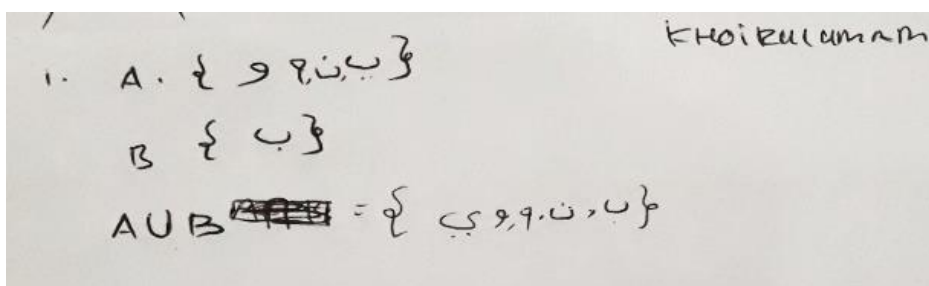 KHOIRULUMAM
1. A. { ب, ن, و, و }
B { ب }
A U B = { ب, ن, و, و ي }